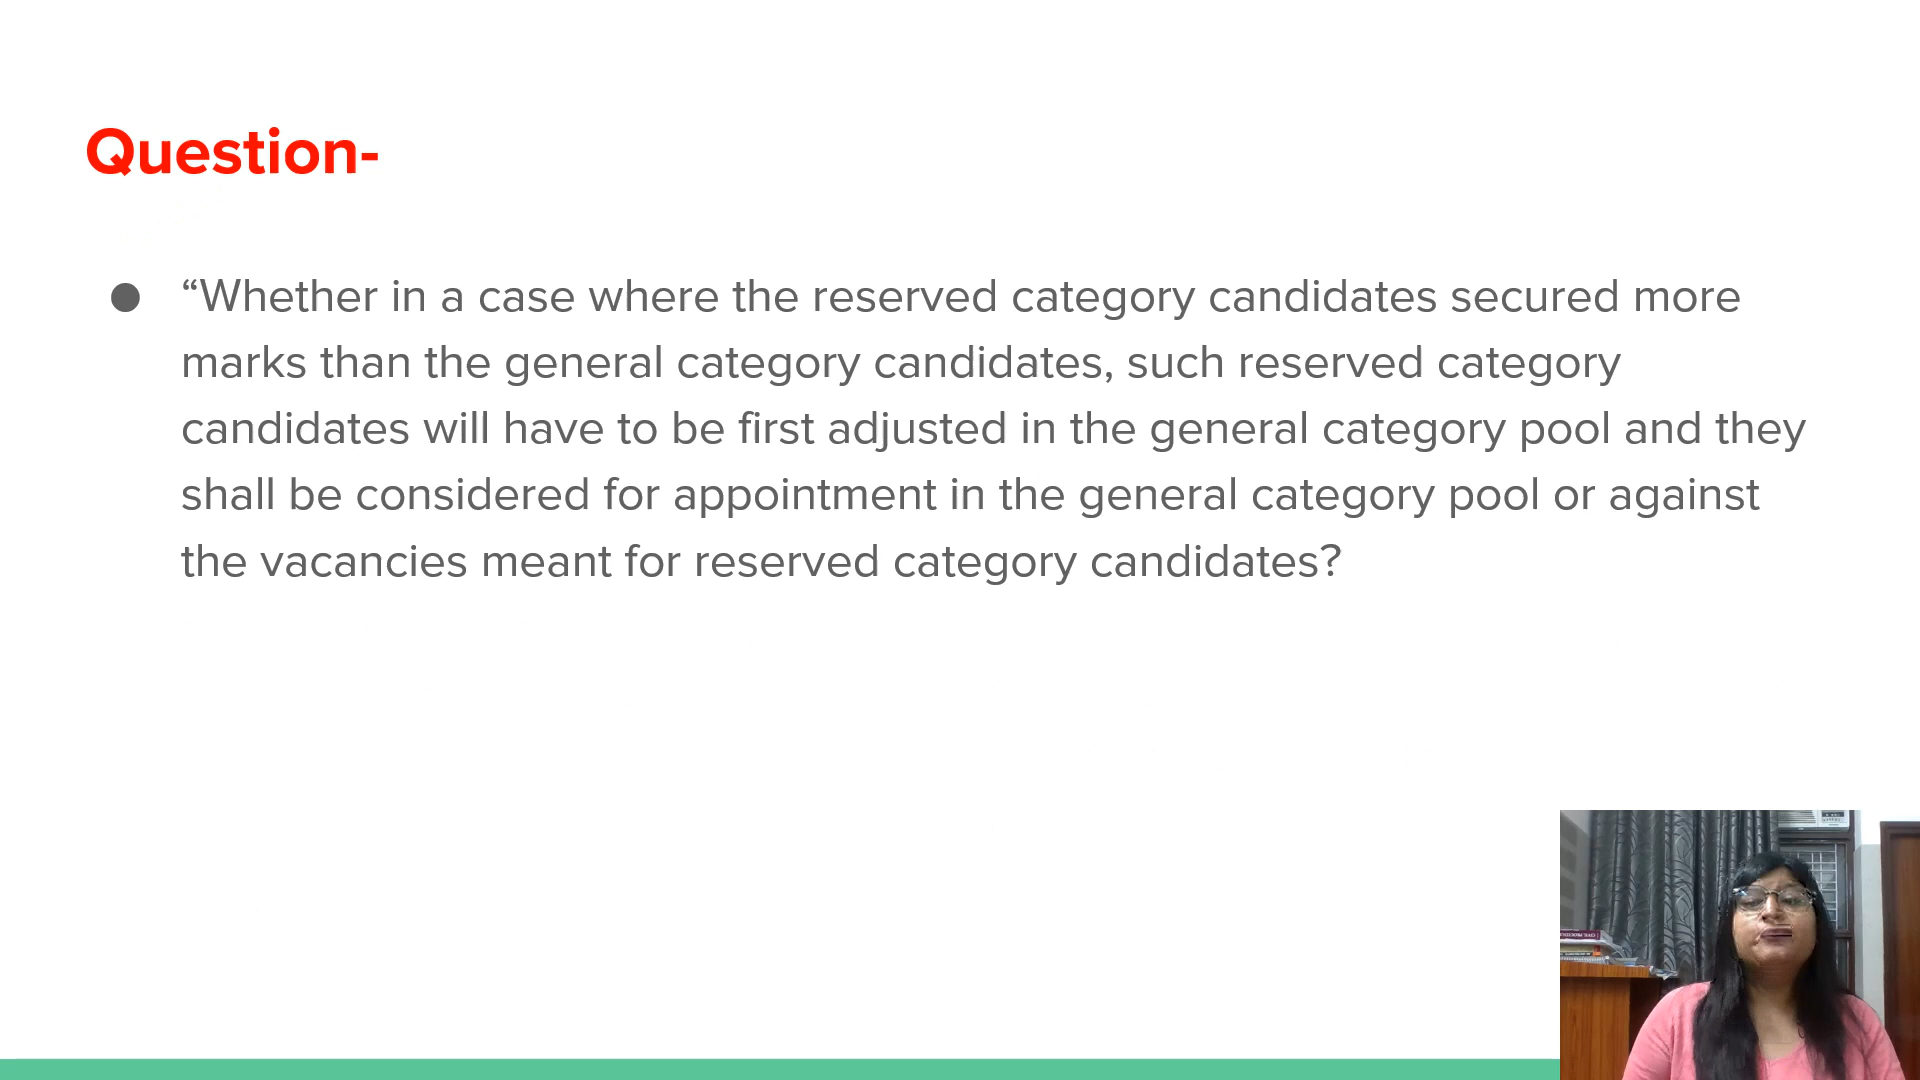 Question-
● “Whether in a case where the reserved category candidates secured more
marks than the general category candidates, such reserved category
candidates will have to be first adjusted in the general category pool and they
shall be considered for appointment in the general category pool or against
the vacancies meant for reserved category candidates?